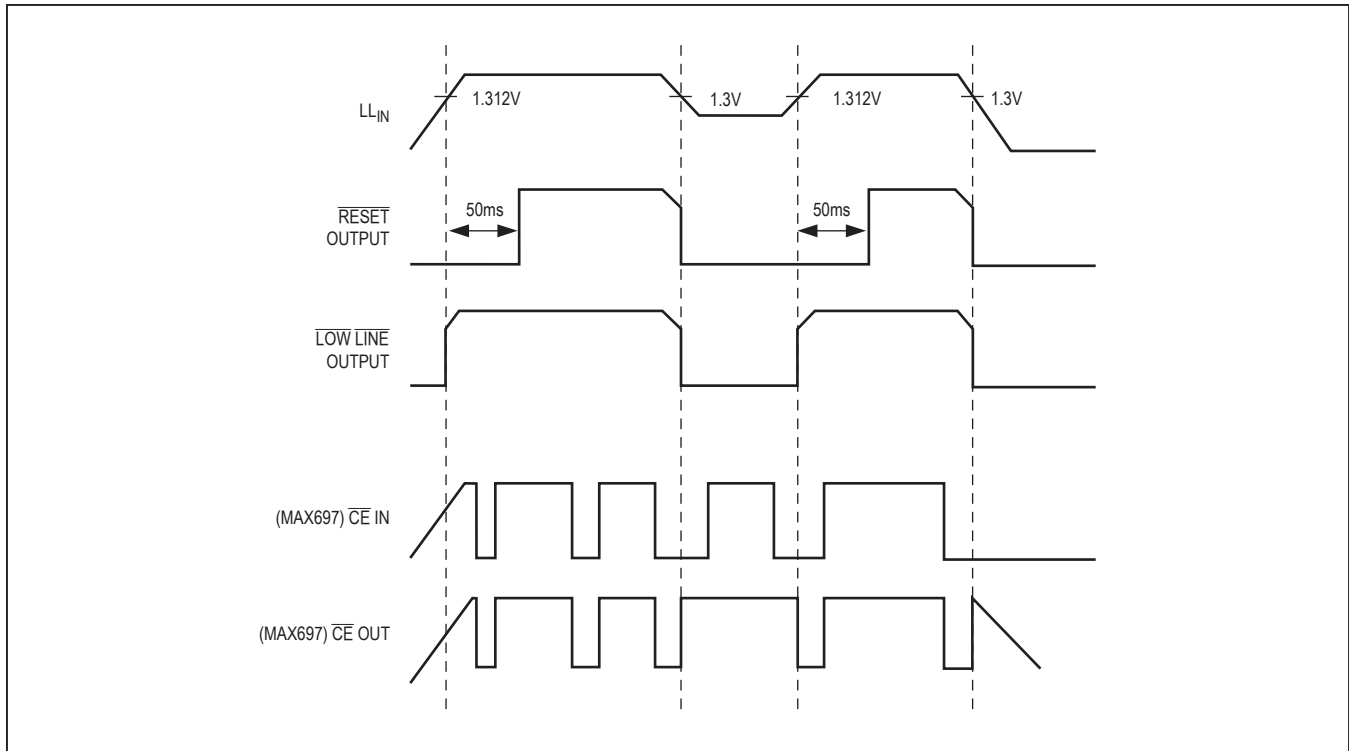 LLIN
1.312V
1.3V
1.312V
1.3V
RESET
OUTPUT
50ms
50ms
LOW LINE
OUTPUT
(MAX697) CE IN
(MAX697) CE OUT